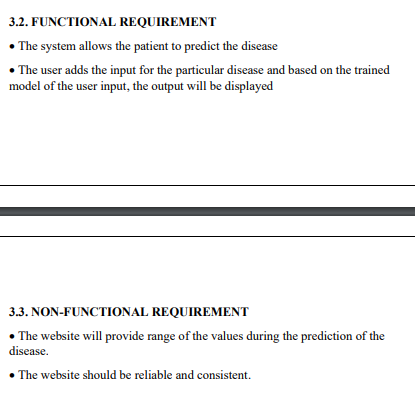 3.2. FUNCTIONAL REQUIREMENT
• The system allows the patient to predict the disease
• The user adds the input for the particular disease and based on the trained
model of the user input, the output will be displayed
3.3. NON-FUNCTIONAL REQUIREMENT
• The website will provide range of the values during the prediction of the
disease.
• The website should be reliable and consistent.